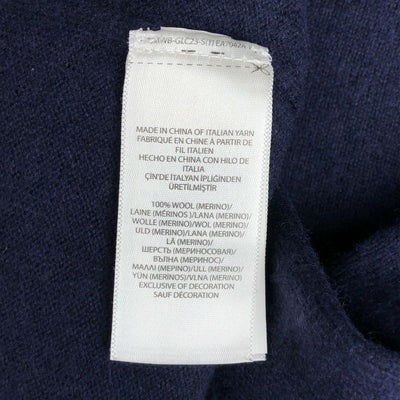 MADE IN CHINA OF ITALIAN YARN
FABRIQUÉ EN CHINE À PARTIR DE
FIL ITALIEN
HECHO EN CHINA CON HILO DE
ITALIA
ÇİN'DE İTALYAN İPLİĞİNDEN
ÜRETİLMİŞTİR
100% WOOL (MERINO)/
LAINE (MÉRINOS )/LANA (MERINO)/
WOLLE (MERINO)/WOL (MERINO)/
ULD (MERINO)/LANA (MERINO)/
LÃ (MERINO)/
ШЕРСТЬ (МЕРИНОСОВАЯ)/
ВЪЛНА (МЕРИНОС)/
ΜΑΛΛΙ (ΜΕΡΙΝΟ)/ULL (MERINO)/
YÜN (MERİNOS)/VLNA (MERINO)
EXCLUSIVE OF DECORATION
SAUF DÉCORATION